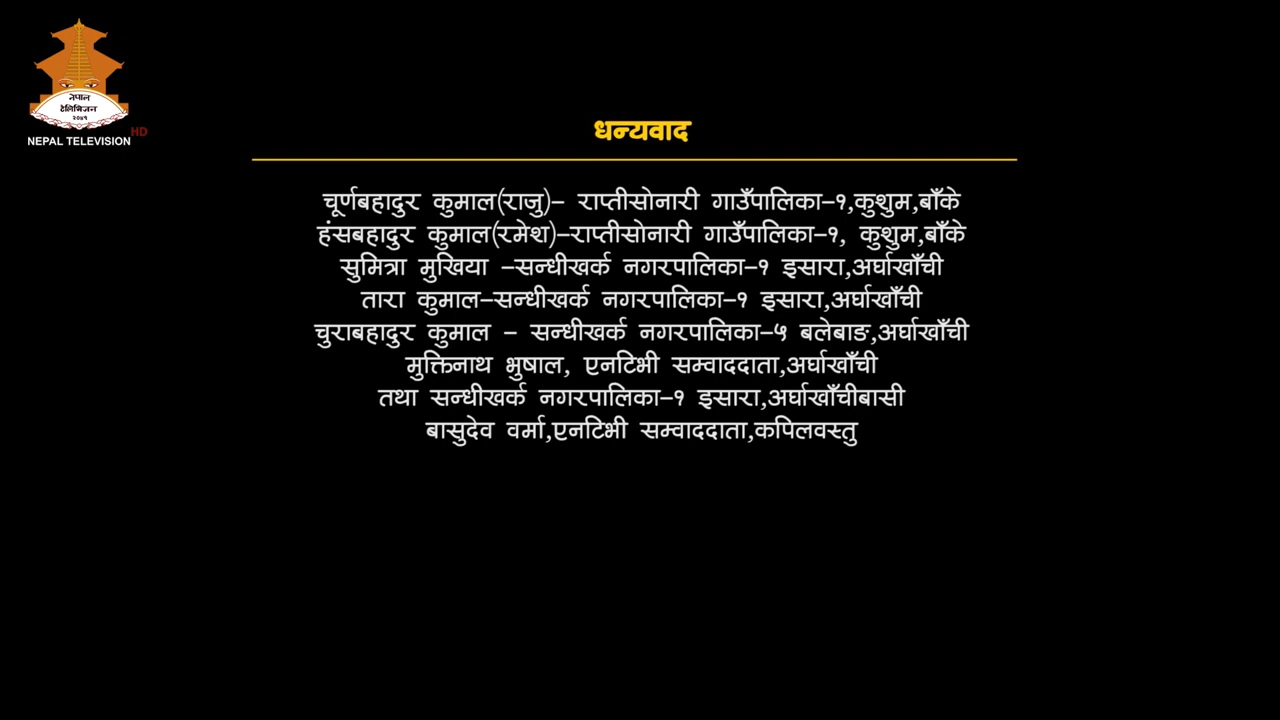 नेपाल
टेलिभिजन
२०४१
HD
NEPAL TELEVISION
धन्यवाद
चूर्णबहादुर कुमाल(राजु)– राप्तीसोनारी गाउँपालिका–१,कुशुम,बाँके
हंसबहादुर कुमाल(रमेश)–राप्तीसोनारी गाउँपालिका–१, कुशुम,बाँके
सुमित्रा मुखिया –सन्धीखर्क नगरपालिका–१ इसारा,अर्घाखाँची
तारा कुमाल–सन्धीखर्क नगरपालिका–१ इसारा,अर्घाखाँची
चुराबहादुर कुमाल – सन्धीखर्क नगरपालिका–५ बलेबाङ,अर्घाखाँची
मुक्तिनाथ भुषाल, एनटिभी सम्वाददाता,अर्घाखाँची
तथा सन्धीखर्क नगरपालिका–१ इसारा,अर्घाखाँचीबासी
बासुदेव वर्मा,एनटिभी सम्वाददाता,कपिलवस्तु